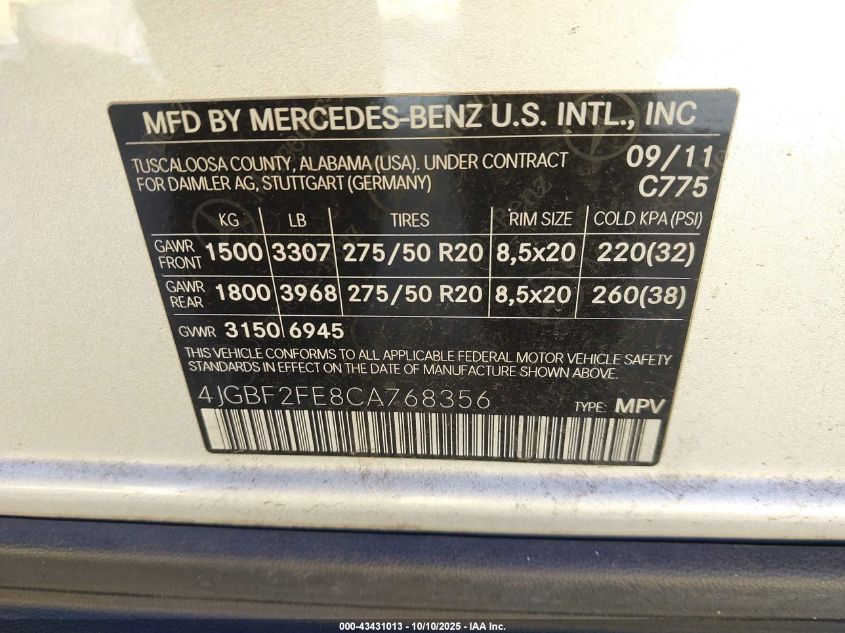 MFD BY MERCEDES-BENZ U.S. INTL., INC
TUSCALOOSA COUNTY, ALABAMA (USA). UNDER CONTRACT 09/11
FOR DAIMLER AG, STUTTGART (GERMANY) C775
KG LB TIRES RIM SIZE COLD KPA (PSI)
GAWR FRONT 1500 3307 275/50 R20 8,5x20 220(32)
GAWR REAR 1800 3968 275/50 R20 8,5x20 260(38)
GVWR 3150 6945
THIS VEHICLE CONFORMS TO ALL APPLICABLE FEDERAL MOTOR VEHICLE SAFETY
STANDARDS IN EFFECT ON THE DATE OF MANUFACTURE SHOWN ABOVE.
4JGBF2FE8CA768356 TYPE: MPV
000-43431013 - 10/10/2025 - IAA Inc.